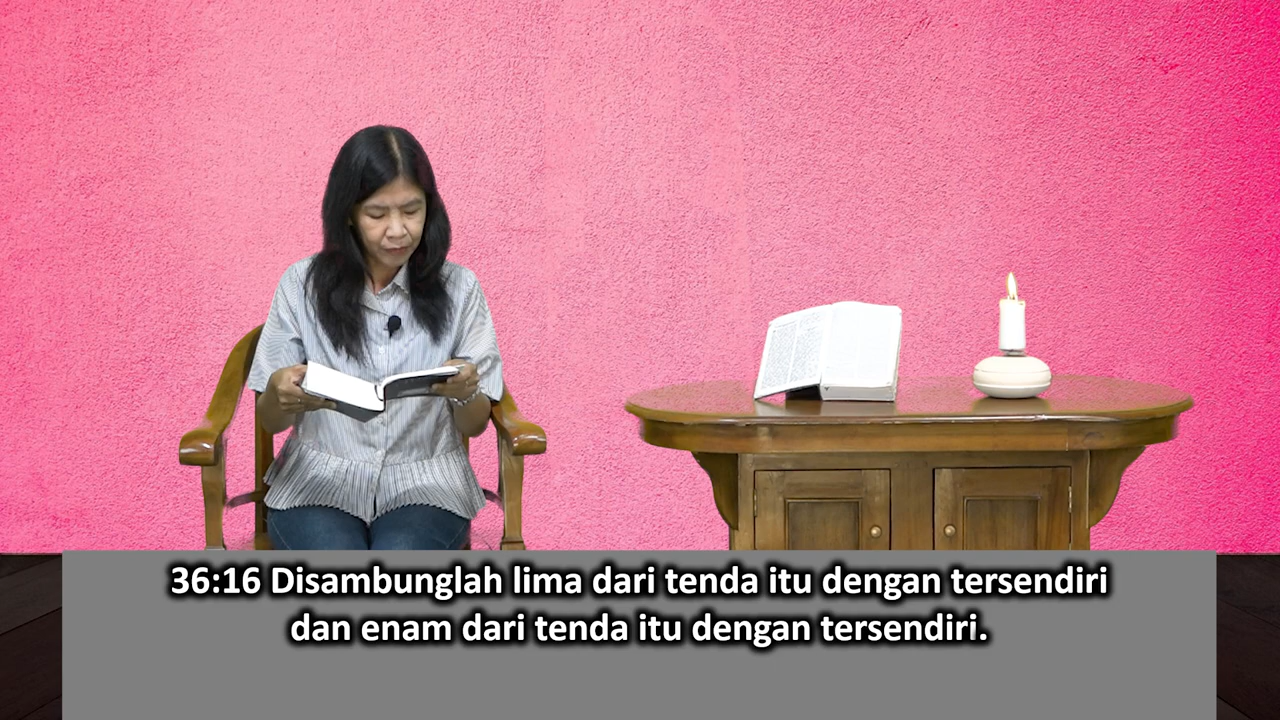 36:16 Disambunglah lima dari tenda itu dengan tersendiri
dan enam dari tenda itu dengan tersendiri.